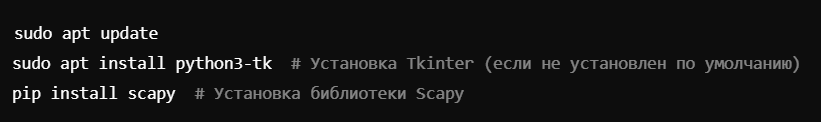 sudo apt update
sudo apt install python3-tk  # Установка Tkinter (если не установлен по умолчанию)
pip install scapy  # Установка библиотеки Scapy